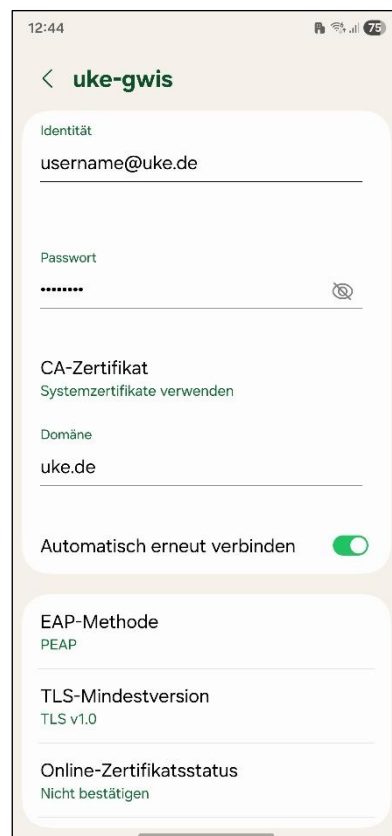 12:44
75
uke-gwis
Identität
username@uke.de
Passwort
••••••••
CA-Zertifikat
Systemzertifikate verwenden
Domäne
uke.de
Automatisch erneut verbinden
EAP-Methode
PEAP
TLS-Mindestversion
TLS v1.0
Online-Zertifikatsstatus
Nicht bestätigen